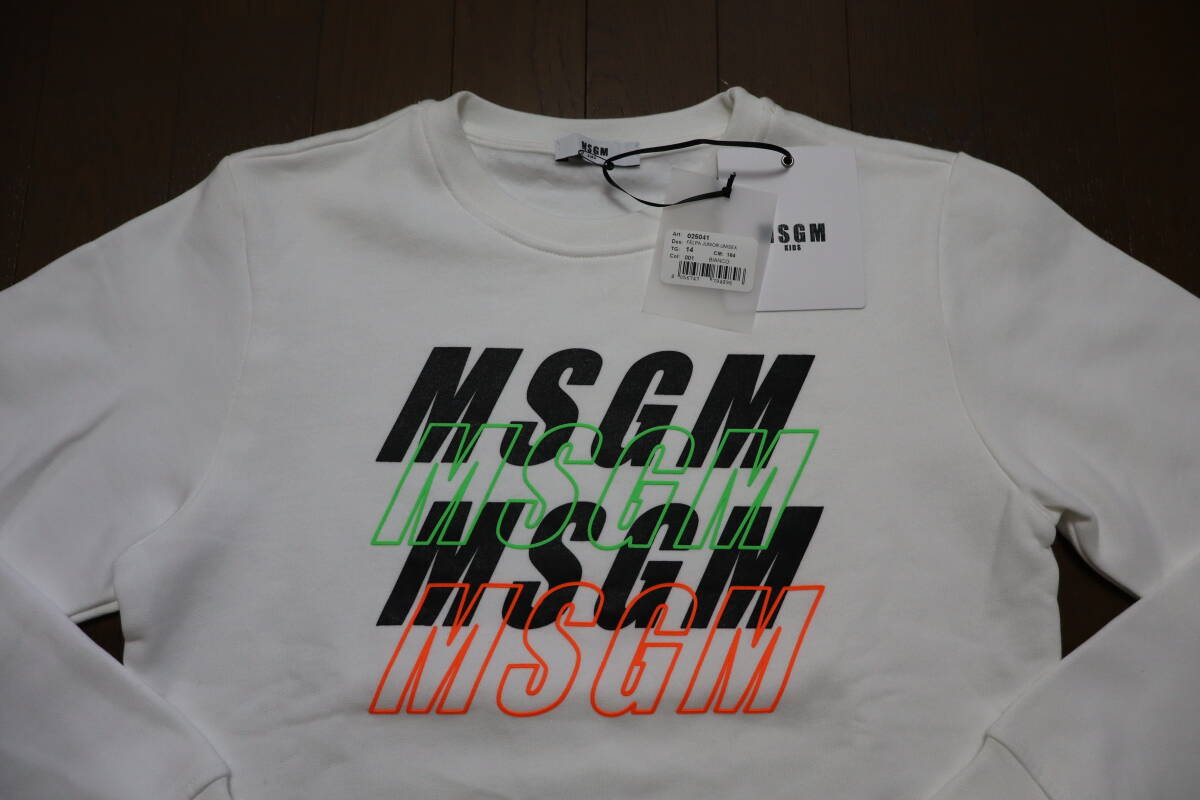 MSGM
KIDS
MSGM
KIDS
Art: 025041
Des: FELPA JUNIOR UNISEX
TG: 14 CM: 164
Col: 001 BIANCO
MSGM
MSGM
MSGM
MSGM